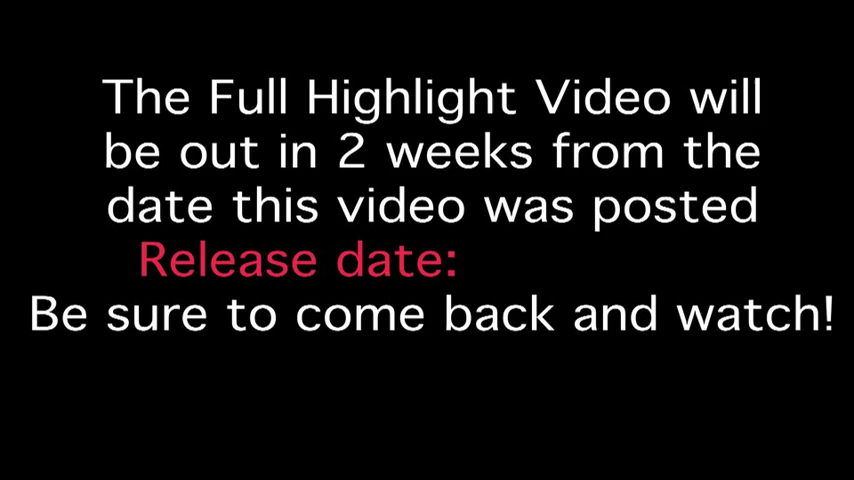 The Full Highlight Video will
be out in 2 weeks from the
date this video was posted
Release date:
Be sure to come back and watch!